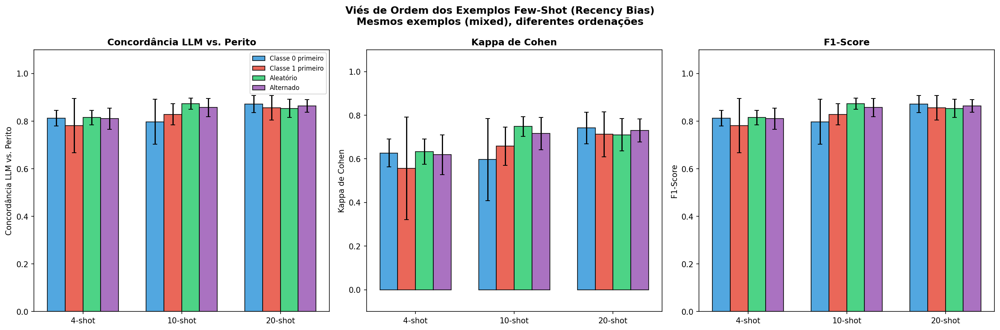 Viés de Ordem dos Exemplos Few-Shot (Recency Bias)
Mesmos exemplos (mixed), diferentes ordenações
Concordância LLM vs. Perito
Concordância LLM vs. Perito
1.0
0.8
0.6
0.4
0.2
0.0
4-shot
10-shot
20-shot
Classe 0 primeiro
Classe 1 primeiro
Aleatório
Alternado
Kappa de Cohen
Kappa de Cohen
1.0
0.8
0.6
0.4
0.2
0.0
4-shot
10-shot
20-shot
F1-Score
F1-Score
1.0
0.8
0.6
0.4
0.2
0.0
4-shot
10-shot
20-shot